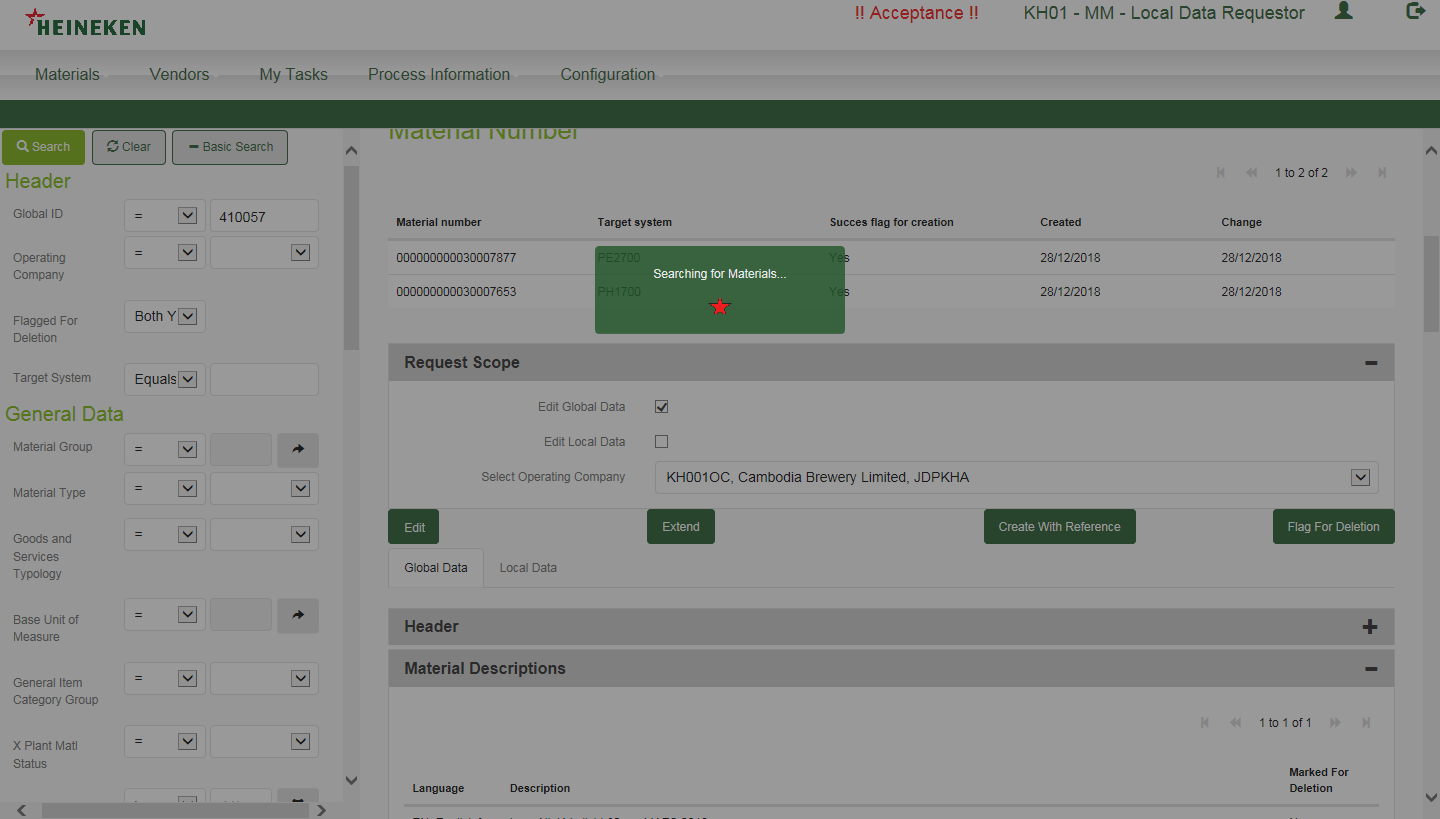 HEINEKEN
!! Acceptance !!
KH01 - MM - Local Data Requestor
Materials
Vendors
My Tasks
Process Information
Configuration
Search
Clear
Basic Search
Header
Global ID
=
410057
Operating
Company
=
Flagged For
Deletion
Both Y
Target System
Equals
General Data
Material Group
=
Material Type
=
Goods and
Services
Typology
=
Base Unit of
Measure
=
General Item
Category Group
=
X Plant Matl
Status
=
Material Number
1 to 2 of 2
Material number Target system Succes flag for creation Created Change
000000000030007877 PE2700 Yes 28/12/2018 28/12/2018
Searching for Materials...
000000000030007653 PH1700 Yes 28/12/2018 28/12/2018
Request Scope
Edit Global Data
Edit Local Data
Select Operating Company
KH001OC, Cambodia Brewery Limited, JDPKHA
Edit
Extend
Create With Reference
Flag For Deletion
Global Data
Local Data
Header
Material Descriptions
1 to 1 of 1
Language Description Marked For
Deletion